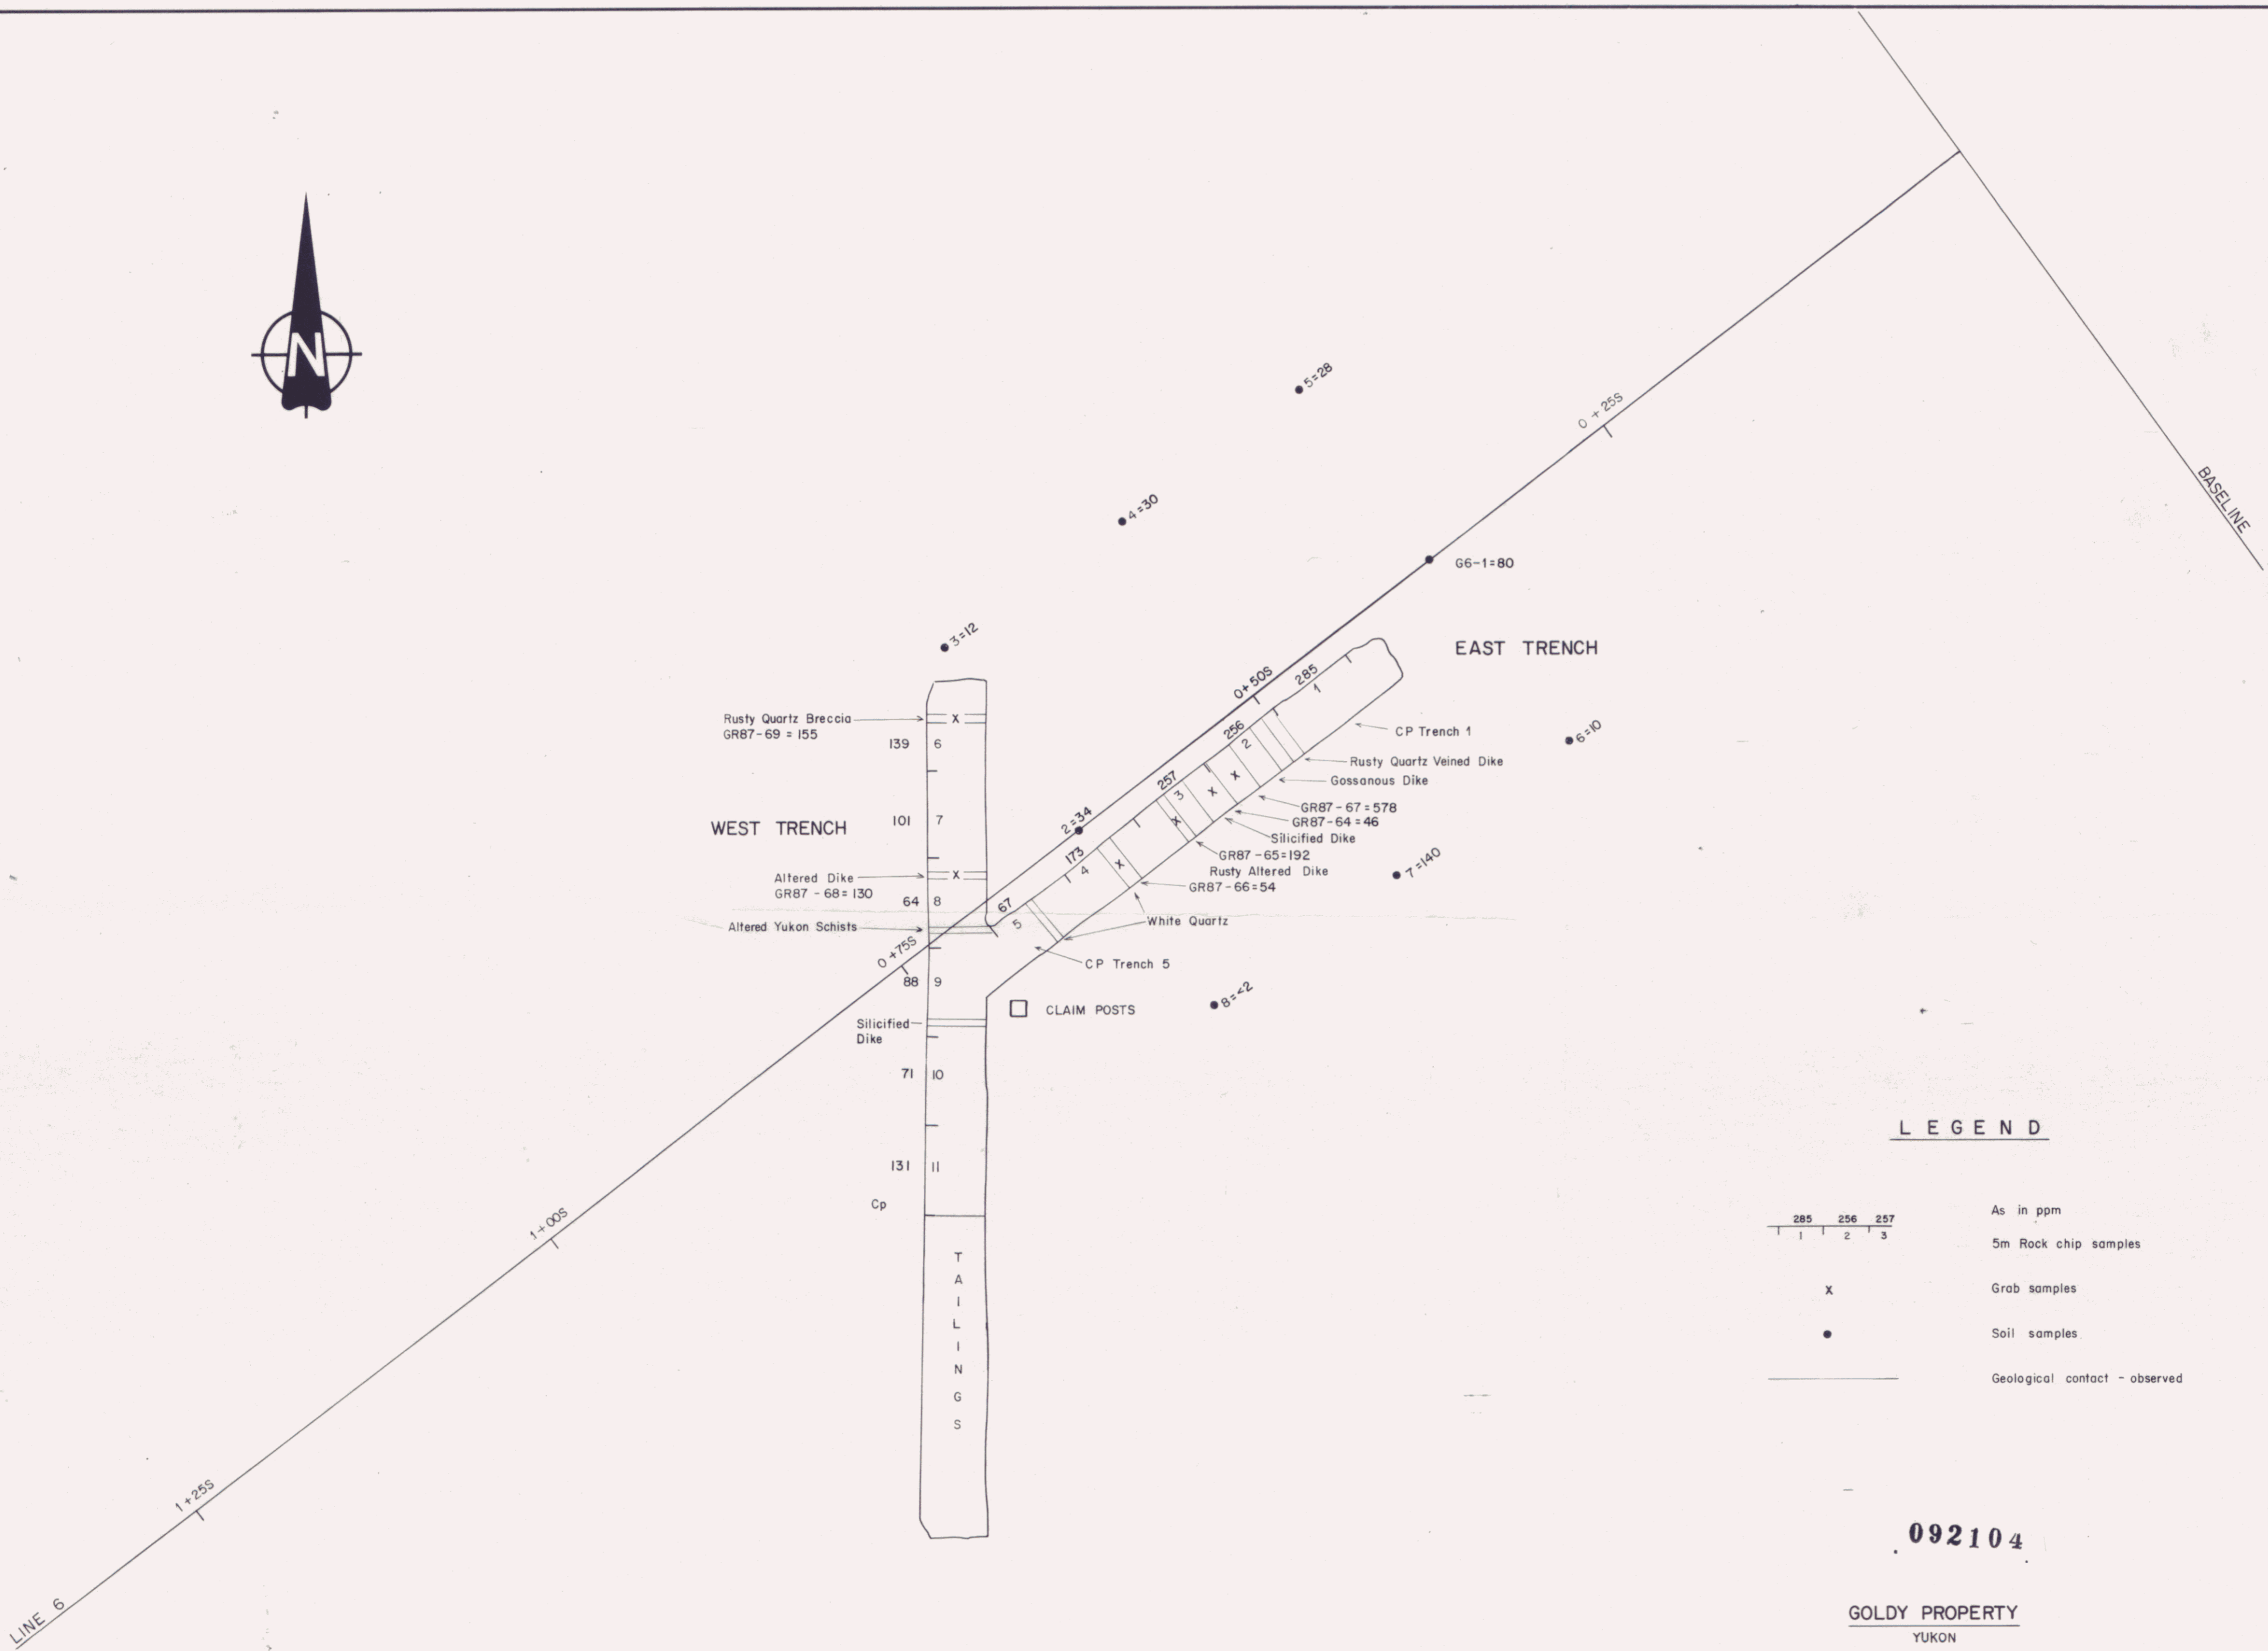 N
5=28
0 + 25S
BASELINE
4=30
G6-1=80
3=12
EAST TRENCH
0+50S
285
1
Rusty Quartz Breccia
GR87-69 = 155
139
6
256
2
CP Trench 1
6=10
Rusty Quartz Veined Dike
257
3
Gossanous Dike
GR87-67=578
GR87-64=46
WEST TRENCH
101
7
2=34
Silicified Dike
173
4
GR87-65=192
Rusty Altered Dike
7=140
Altered Dike
GR87-68=130
GR87-66=54
64
8
67
5
White Quartz
Altered Yukon Schists
0+75S
CP Trench 5
88
9
CLAIM POSTS
8=<2
Silicified
Dike
71
10
131
11
Cp
1+00S
TAILINGS
1+25S
LINE 6
LEGEND
285 256 257
1 2 3
As in ppm
5m Rock chip samples
x
Grab samples
Soil samples
Geological contact - observed
092104
GOLDY PROPERTY
YUKON